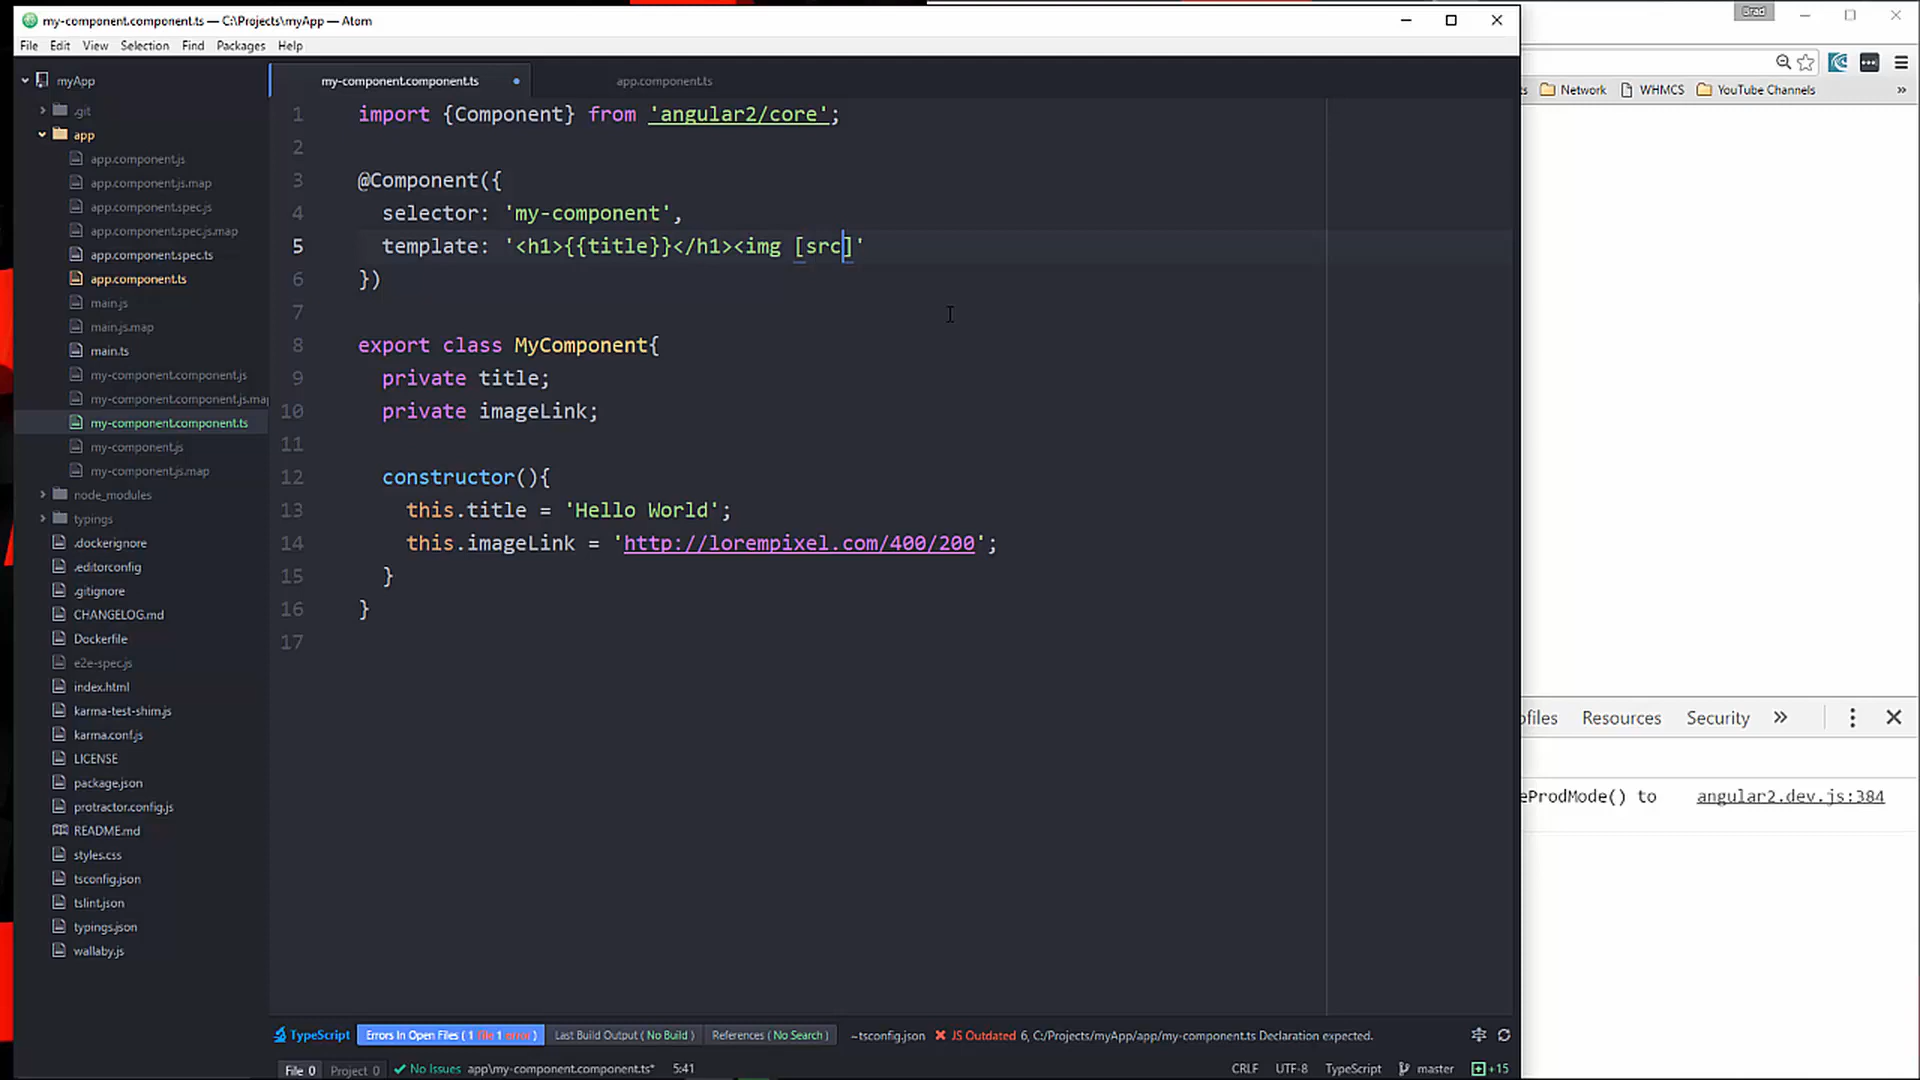 my-component.component.ts — C:\Projects\myApp — Atom
Brad
File Edit View Selection Find Packages Help
Network WHMCS YouTube Channels »
myApp
.git
app
app.component.js
app.component.js.map
app.component.spec.js
app.component.spec.js.map
app.component.spec.ts
app.component.ts
main.js
main.js.map
main.ts
my-component.component.js
my-component.component.js.map
my-component.component.ts
my-component.js
my-component.js.map
node_modules
typings
.dockerignore
.editorconfig
.gitignore
CHANGELOG.md
Dockerfile
e2e-spec.js
index.html
karma-test-shim.js
karma.conf.js
LICENSE
package.json
protractor.config.js
README.md
styles.css
tsconfig.json
tslint.json
typings.json
wallaby.js
my-component.component.ts app.component.ts
1 import {Component} from 'angular2/core';
2
3 @Component({
4 selector: 'my-component',
5 template: '<h1>{{title}}</h1><img [src]'
6 })
7
8 export class MyComponent{
9 private title;
10 private imageLink;
11
12 constructor(){
13 this.title = 'Hello World';
14 this.imageLink = 'http://lorempixel.com/400/200';
15 }
16 }
17
ofiles Resources Security »
eProdMode() to angular2.dev.js:384
TypeScript Errors In Open Files ( 1 file 1 error ) Last Build Output ( No Build ) References ( No Search ) ~tsconfig.json JS Outdated 6, C:/Projects/myApp/app/my-component.ts Declaration expected.
File 0 Project 0 No Issues app\my-component.component.ts* 5:41 CRLF UTF-8 TypeScript master +15